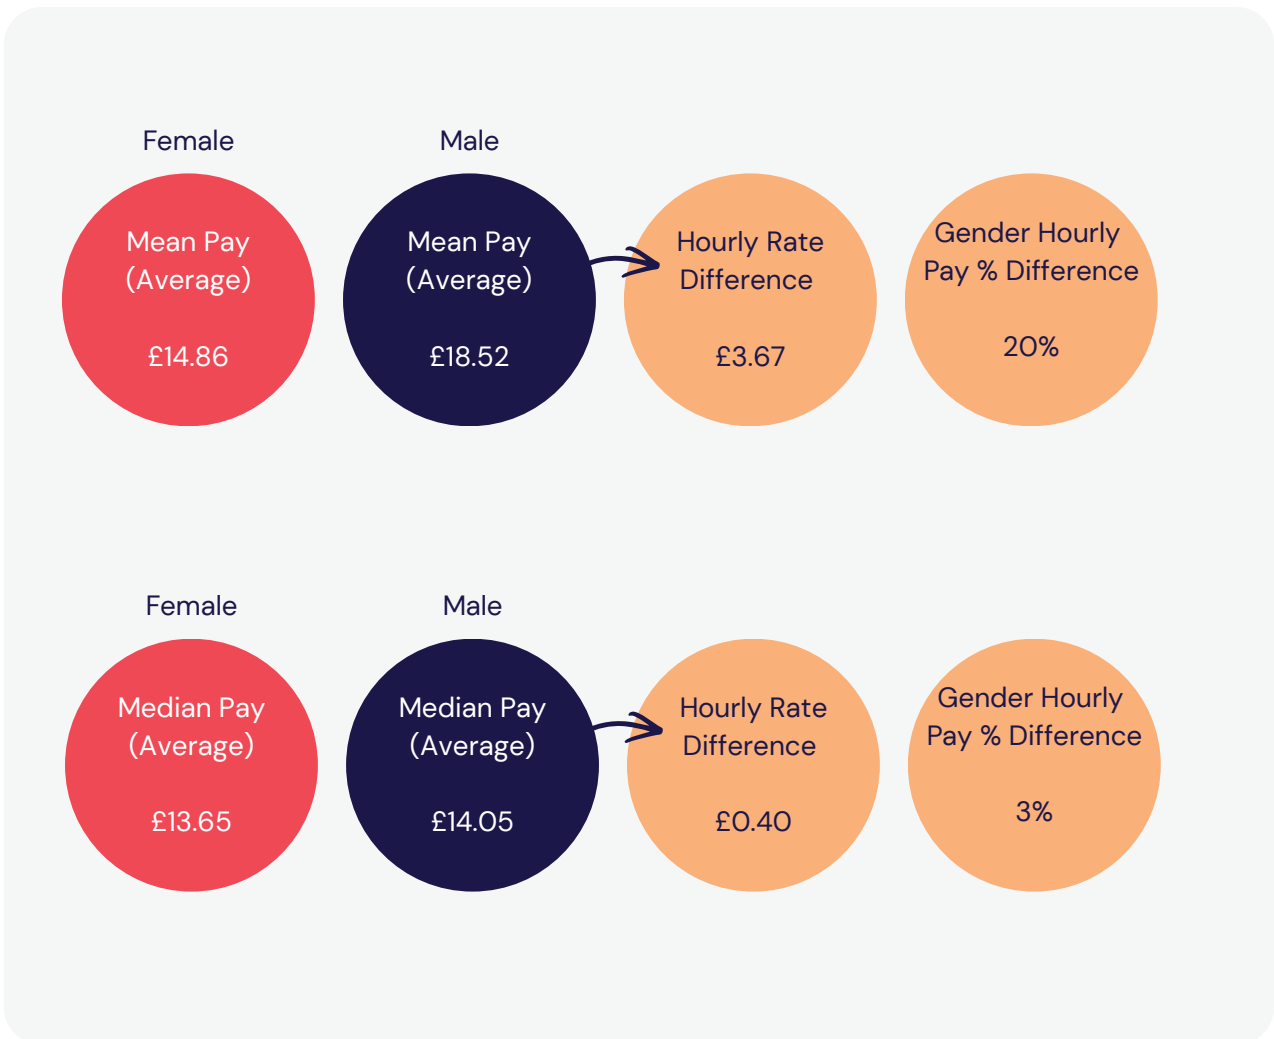 Female
Male
Mean Pay
(Average)
£14.86
Mean Pay
(Average)
£18.52
Hourly Rate
Difference
£3.67
Gender Hourly
Pay % Difference
20%
Female
Male
Median Pay
(Average)
£13.65
Median Pay
(Average)
£14.05
Hourly Rate
Difference
£0.40
Gender Hourly
Pay % Difference
3%